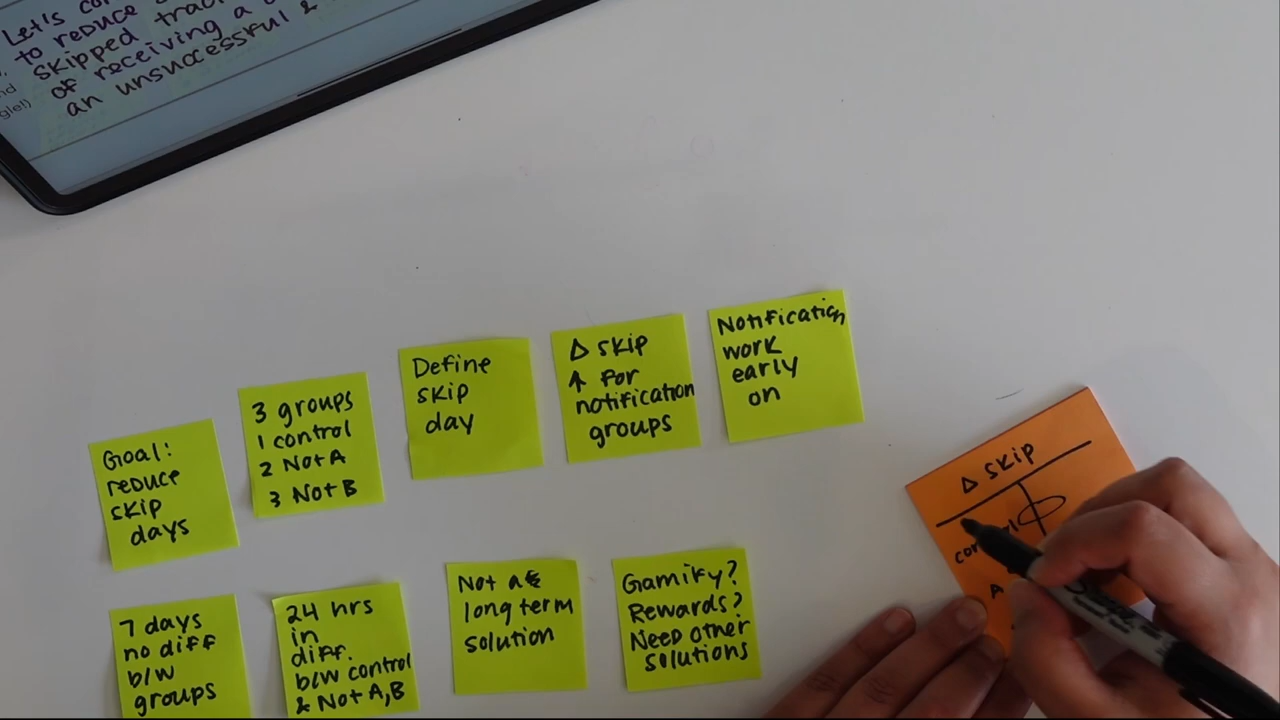 Let's
to reduce
skipped
of receiving a
an unsuccessful &
Goal:
reduce
skip
days
3 groups
1 control
2 Not A
3 Not B
Define
skip
day
Δ skip
↑ for
notification
groups
Notification
work
early
on
7 days
no diff
b/w
groups
24 hrs
in
diff.
b/w control
& Not A,B
Not a
long term
solution
Gamify?
Rewards?
Need other
solutions
Δ skip
A